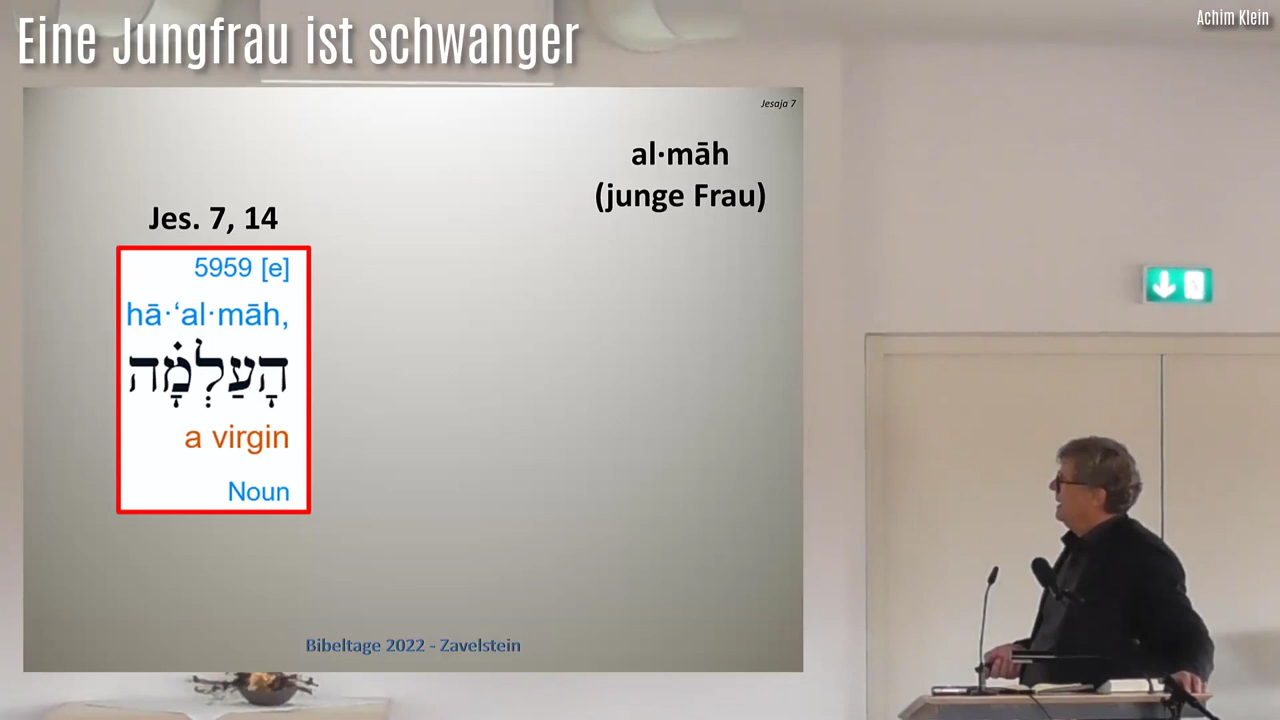 Eine Jungfrau ist schwanger
Achim Klein
Jesaja 7
al·māh
(junge Frau)
Jes. 7, 14
5959 [e]
hā·‘al·māh,
הָעַלְמָ֗ה
a virgin
Noun
Bibeltage 2022 - Zavelstein